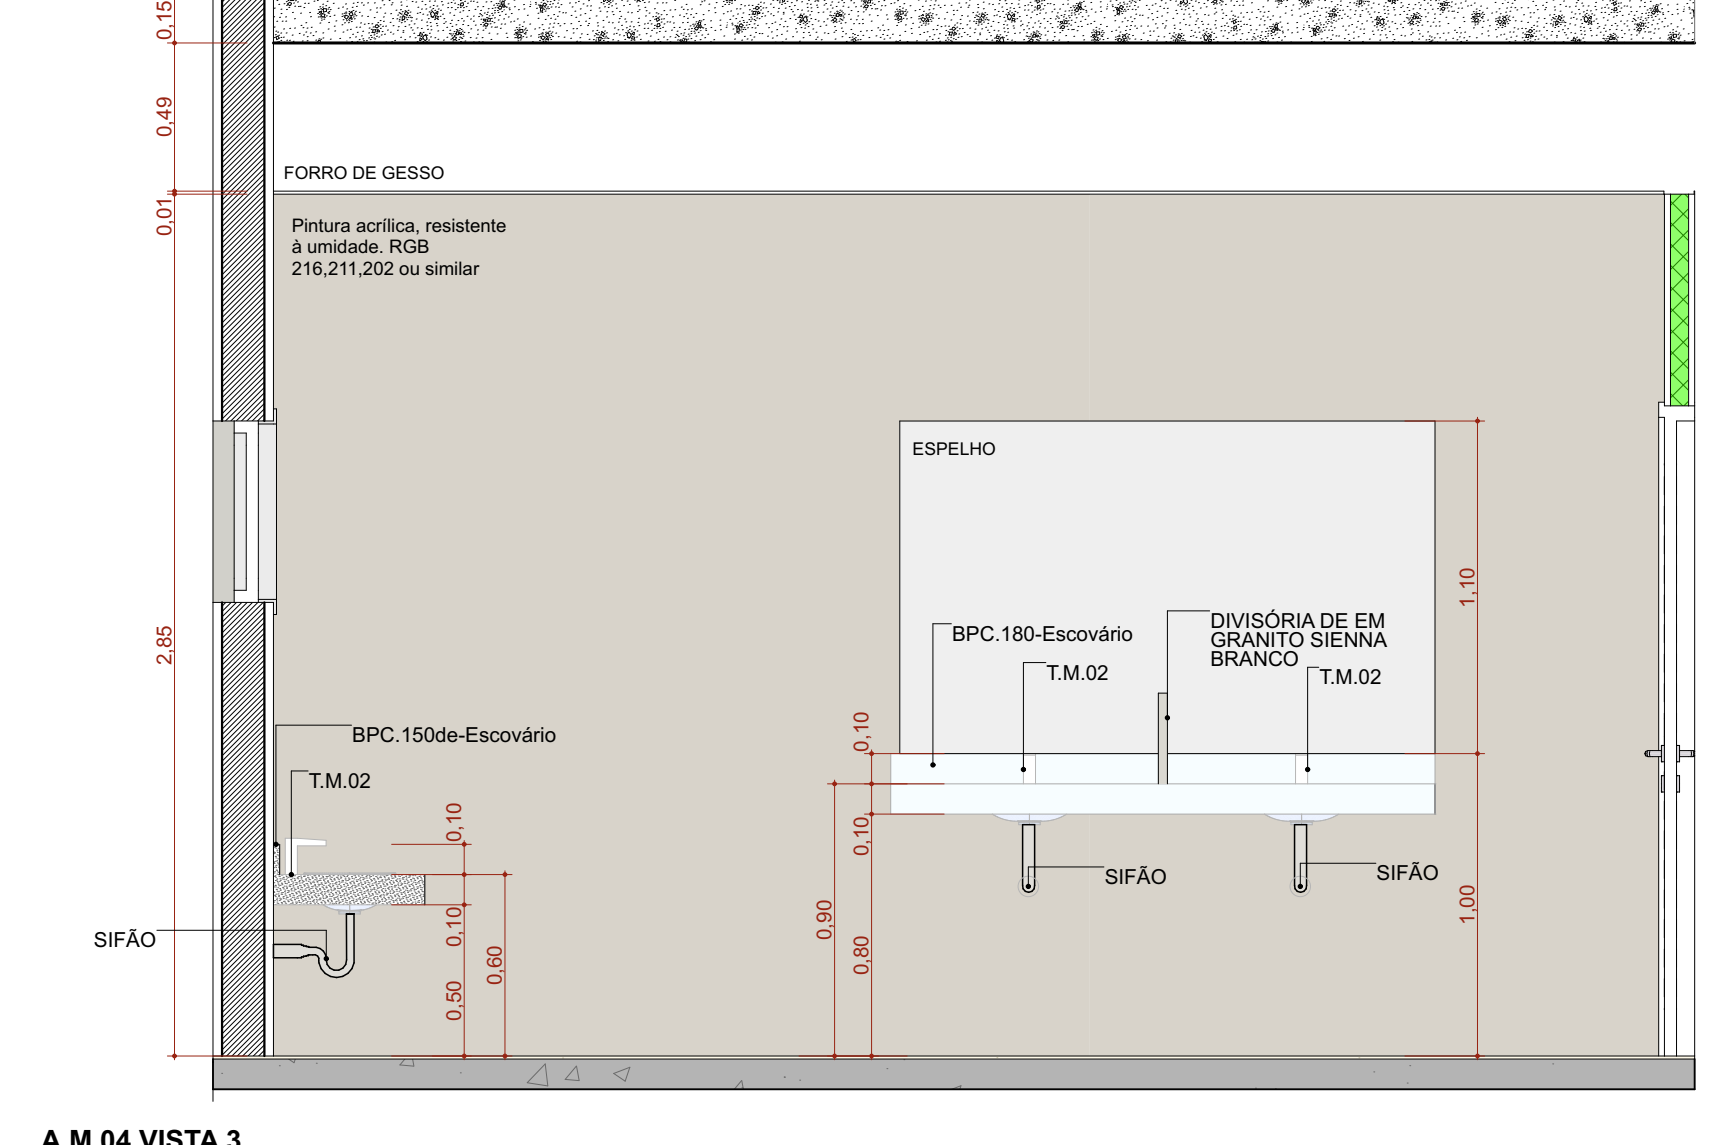 0,15
0,49
FORRO DE GESSO
0,01
Pintura acrílica, resistente
à umidade. RGB
216,211,202 ou similar
ESPELHO
1,10
2,85
DIVISÓRIA DE EM
GRANITO SIENNA
BRANCO
BPC.180-Escovário
T.M.02
T.M.02
0,10
BPC.150de-Escovário
T.M.02
0,10
0,10
SIFÃO
SIFÃO
1,00
0,90
0,10
SIFÃO
0,80
0,60
0,50
A.M.04 VISTA 3